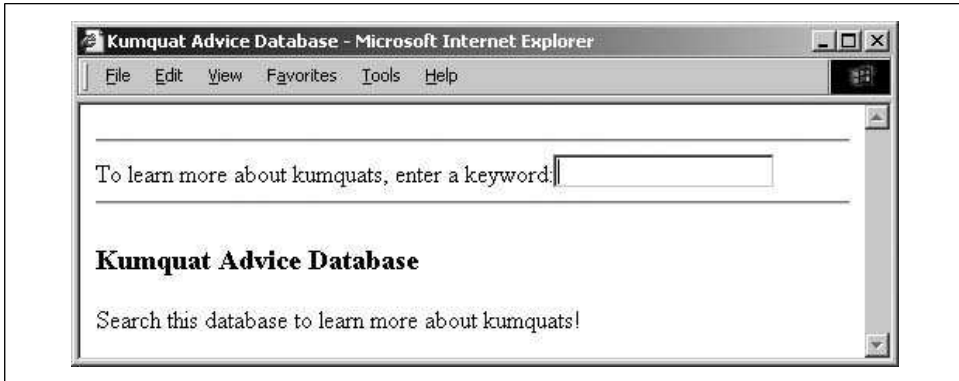 Kumquat Advice Database - Microsoft Internet Explorer
File Edit View Favorites Tools Help
To learn more about kumquats, enter a keyword:
Kumquat Advice Database
Search this database to learn more about kumquats!